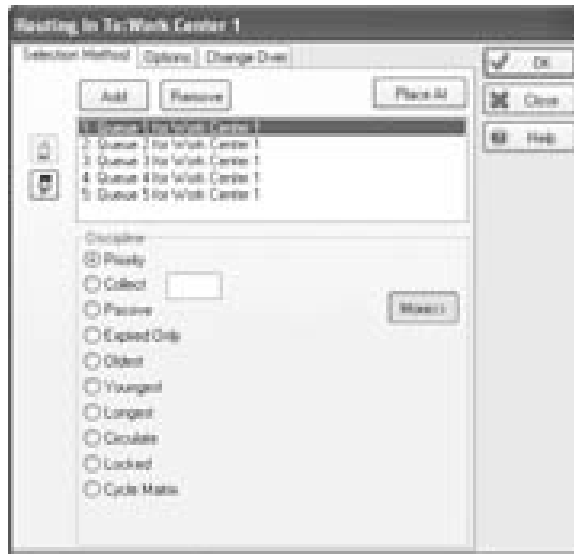 Routing In To: Work Center 1
Selection Method Options Change Over
Add Remove Place At
1: Queue 1 for Work Center 1
2: Queue 2 for Work Center 1
3: Queue 3 for Work Center 1
4: Queue 4 for Work Center 1
5: Queue 5 for Work Center 1
Discipline
Priority
Collect
Passive
Expired Only
Oldest
Youngest
Longest
Circulate
Locked
Cycle Matrix
More>>
OK
Close
Help